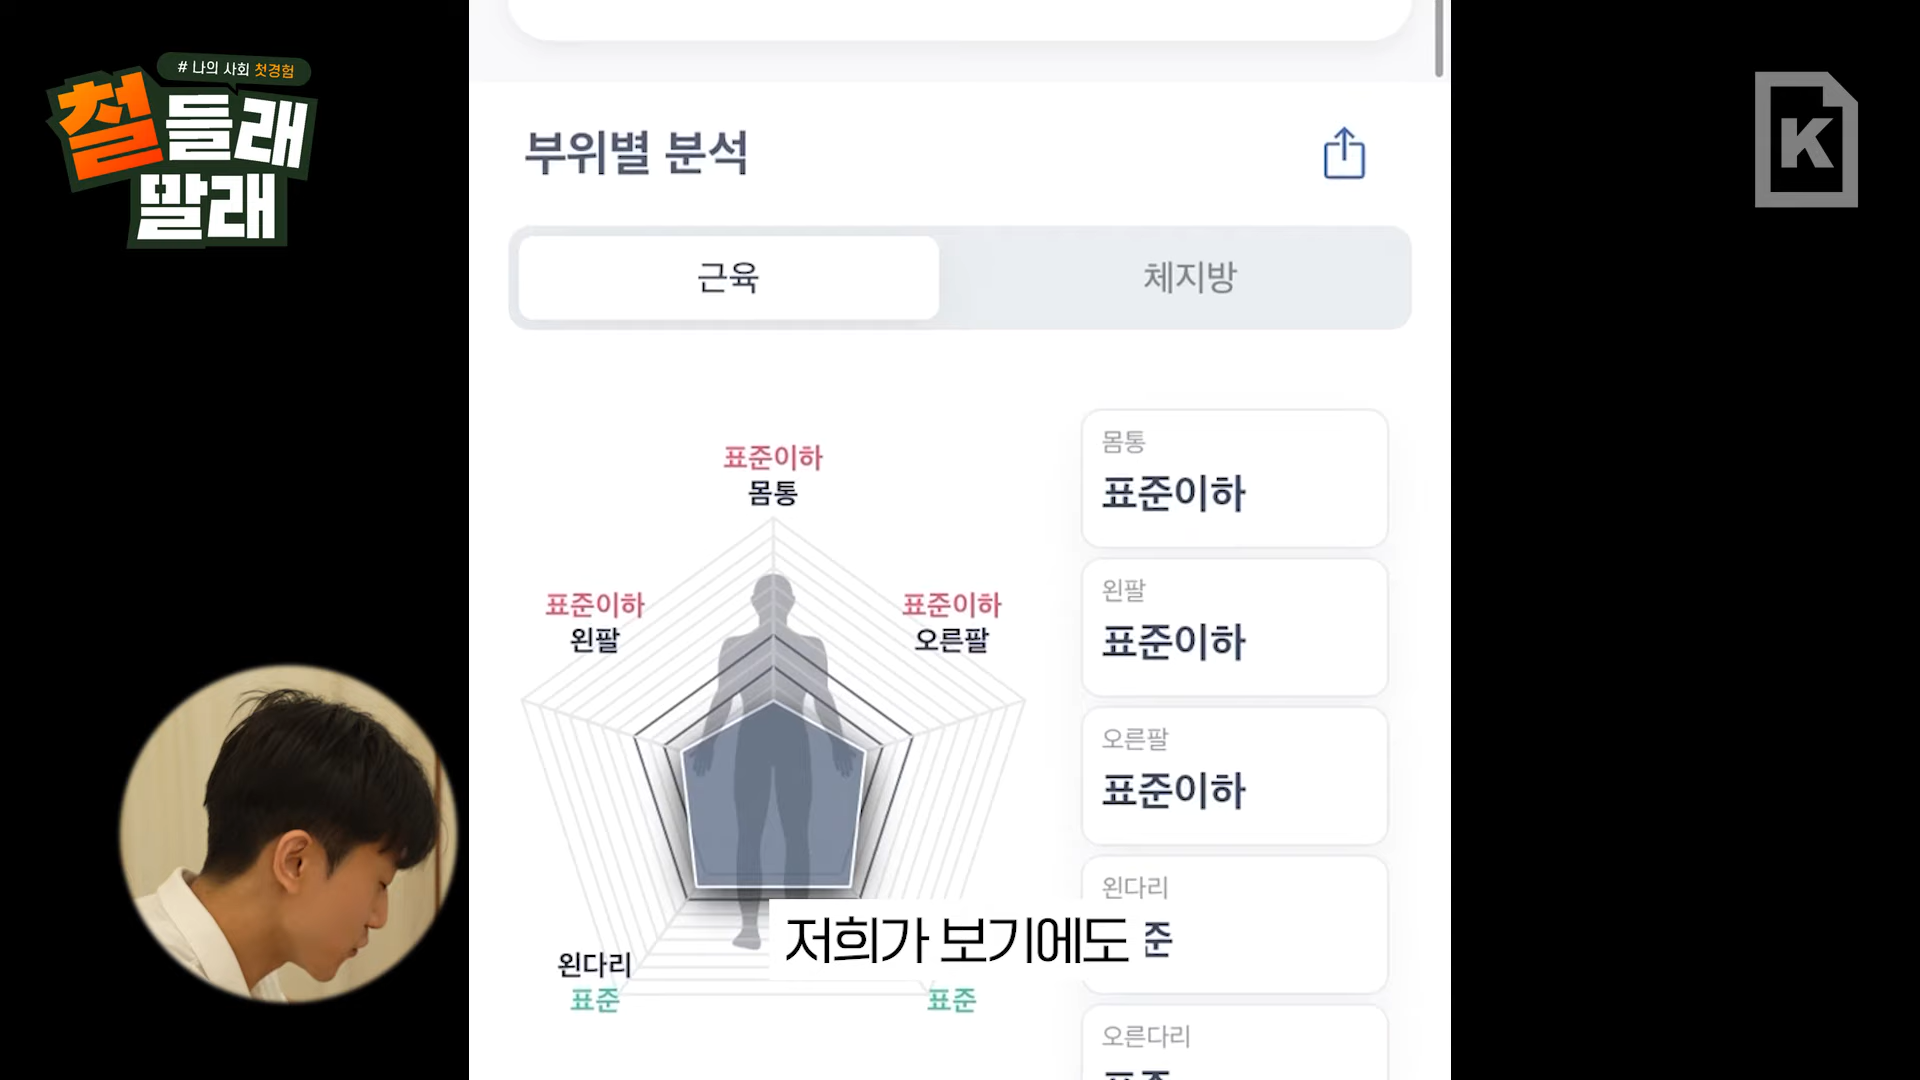 # 나의 사회 첫경험
철들래
말래
K
부위별 분석
근육
체지방
표준이하
몸통
표준이하
왼팔
표준이하
오른팔
왼다리
표준
표준
몸통
표준이하
왼팔
표준이하
오른팔
표준이하
왼다리
준
오른다리
표준
저희가 보기에도